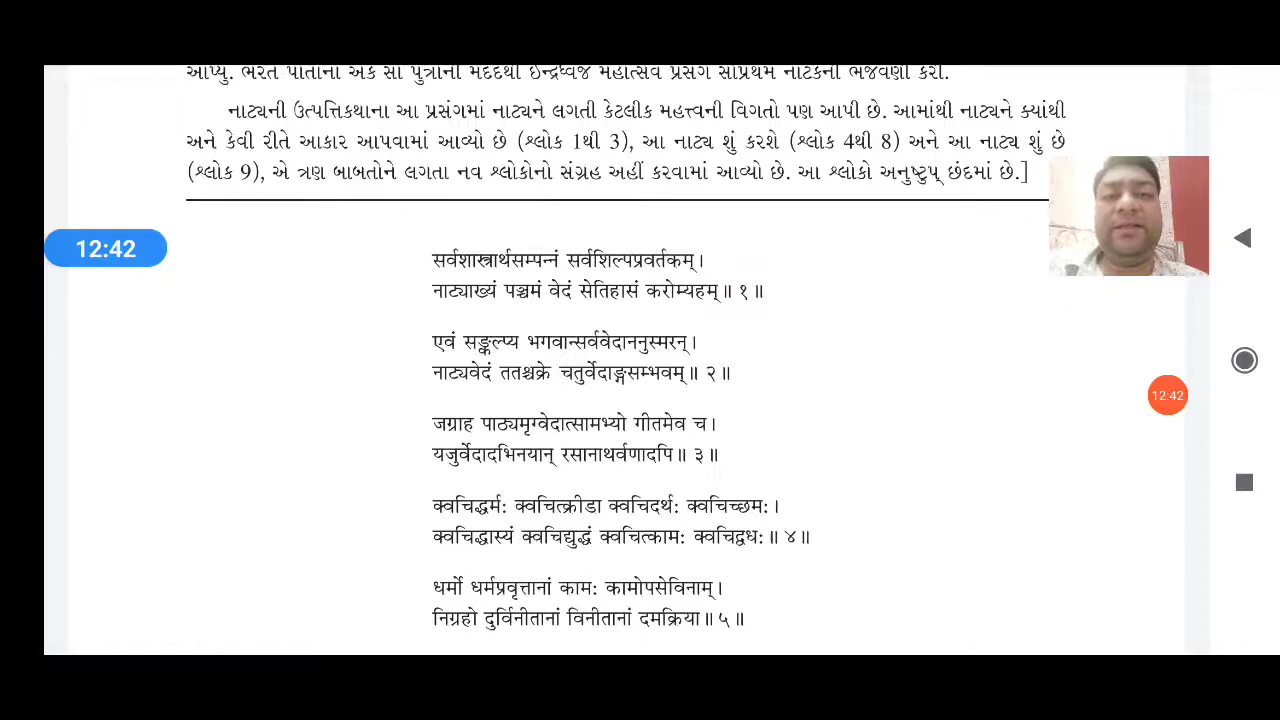 આપ્યું. ભરતે પોતાના એક સો પુત્રોની મદદથી ઇન્દ્રધ્વજ મહોત્સવ પ્રસંગે સૌપ્રથમ નાટકની ભજવણી કરી.
નાટ્યની ઉત્પત્તિકથાના આ પ્રસંગમાં નાટ્યને લગતી કેટલીક મહત્ત્વની વિગતો પણ આપી છે. આમાંથી નાટ્યને ક્યાંથી
અને કેવી રીતે આકાર આપવામાં આવ્યો છે (શ્લોક 1થી 3), આ નાટ્ય શું કરશે (શ્લોક 4થી 8) અને આ નાટ્ય શું છે
(શ્લોક 9), એ ત્રણ બાબતોને લગતા નવ શ્લોકોનો સંગ્રહ અહીં કરવામાં આવ્યો છે. આ શ્લોકો અનુષ્ટુપ્ છંદમાં છે.]
12:42
सर्वशास्त्रार्थसम्पन्नं सर्वशिल्पप्रवर्तकम्।
नाट्याख्यं पञ्चमं वेदं सेतिहासं करोम्यहम्॥ १॥
एवं सङ्कल्प्य भगवान्सर्ववेदाननुस्मरन्।
नाट्यवेदं ततश्चक्रे चतुर्वेदाङ्गसम्भवम्॥ २॥
12:42
जग्राह पाठ्यमृग्वेदात्सामभ्यो गीतमेव च।
यजुर्वेदादभिनयान् रसानाथर्वणादपि॥ ३॥
क्वचिद्धर्मः क्वचित्क्रीडा क्वचिदर्थः क्वचिच्छमः।
क्वचिद्धास्यं क्वचिद्युद्धं क्वचित्कामः क्वचिद्वधः॥ ४॥
धर्मो धर्मप्रवृत्तानां कामः कामोपसेविनाम्।
निग्रहो दुर्विनीतानां विनीतानां दमक्रिया॥ ५॥